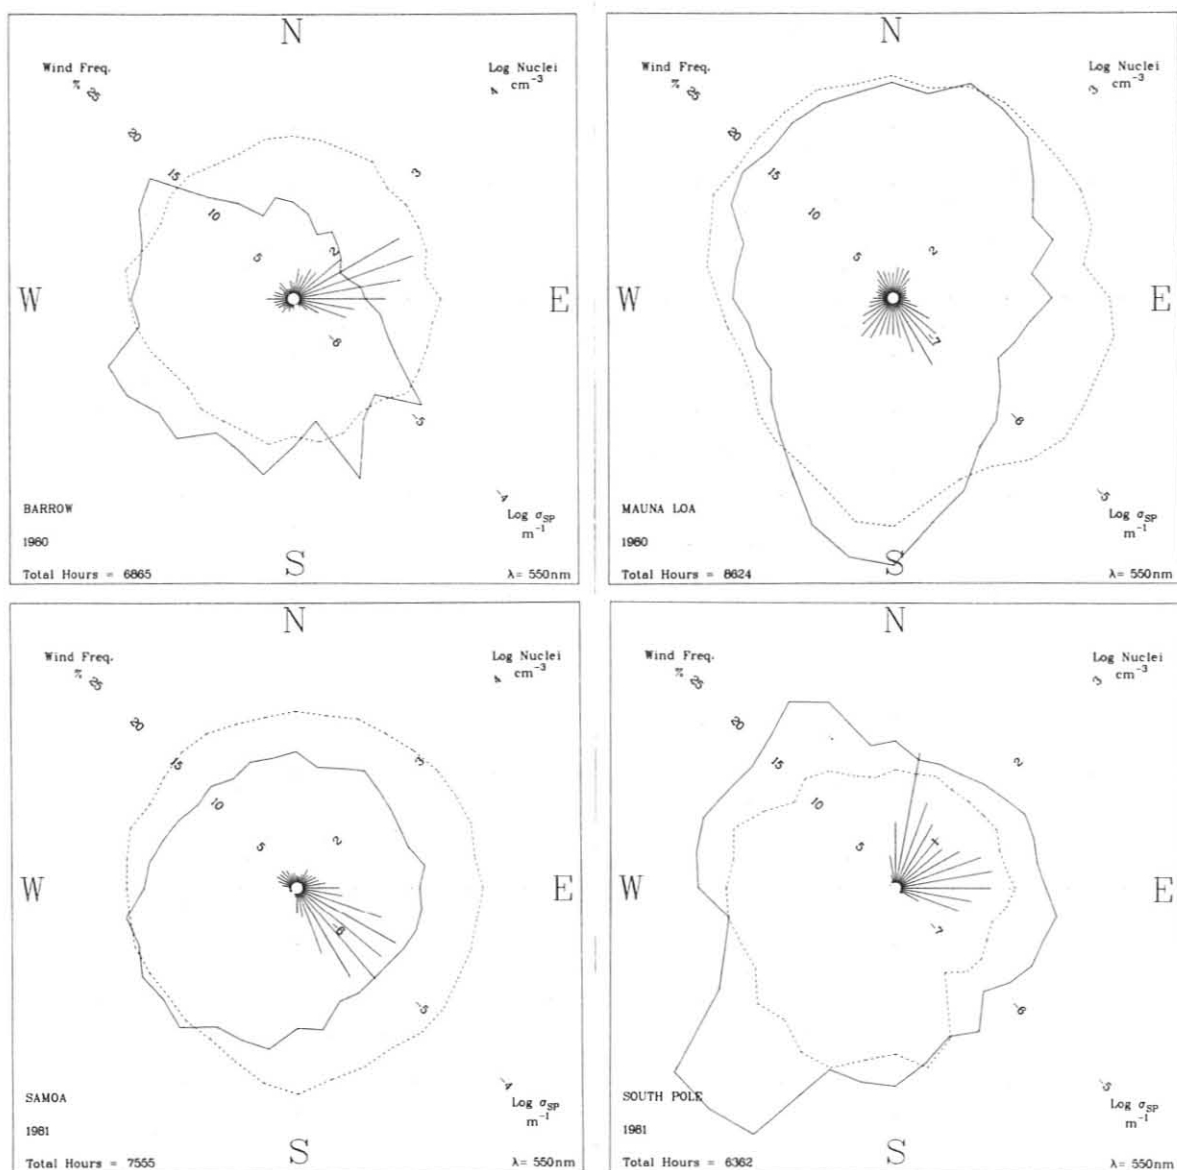 N
Wind Freq.
%
25
20
15
10
5
Log Nuclei
cm⁻³
4
3
2
W
E
-6
-5
-4
Log σSP
m⁻¹
BARROW
1980
S
Total Hours = 6865
λ= 550nm
N
Wind Freq.
%
25
20
15
10
5
Log Nuclei
cm⁻³
3
2
W
E
-7
-6
-5
Log σSP
m⁻¹
MAUNA LOA
1980
S
Total Hours = 8624
λ= 550nm
N
Wind Freq.
%
25
20
15
10
5
Log Nuclei
cm⁻³
4
3
2
W
E
-6
-5
-4
Log σSP
m⁻¹
SAMOA
1981
S
Total Hours = 7555
λ= 550nm
N
Wind Freq.
%
25
20
15
10
5
Log Nuclei
cm⁻³
3
2
W
E
-7
-6
-5
Log σSP
m⁻¹
SOUTH POLE
1981
S
Total Hours = 6362
λ= 550nm